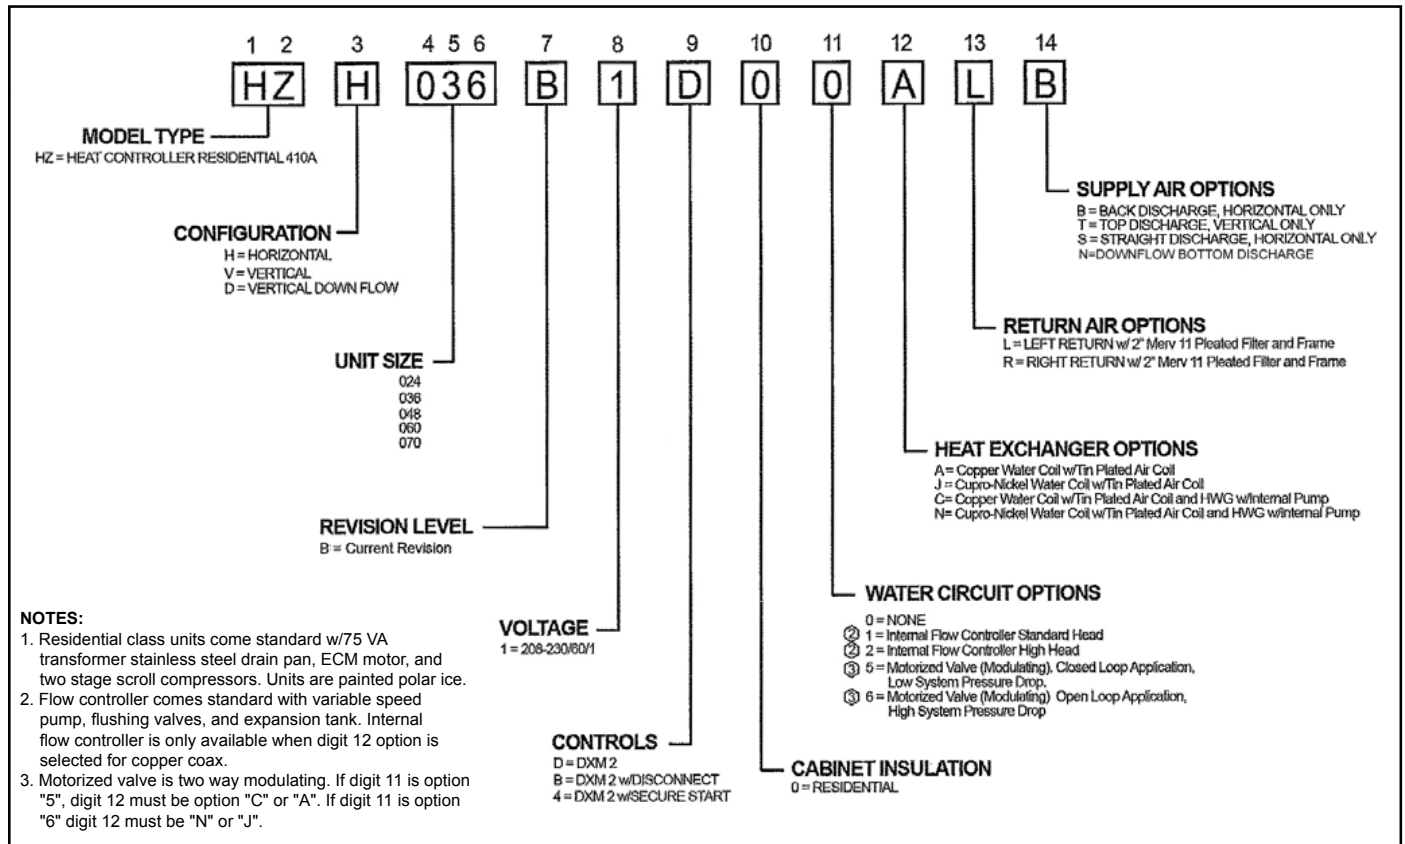 1 2 3 4 5 6 7 8 9 10 11 12 13 14
HZ H 036 B 1 D 0 0 A L B
MODEL TYPE
HZ = HEAT CONTROLLER RESIDENTIAL 410A
CONFIGURATION
H = HORIZONTAL
V = VERTICAL
D = VERTICAL DOWN FLOW
UNIT SIZE
024
036
048
060
070
REVISION LEVEL
B = Current Revision
VOLTAGE
1 = 208-230/60/1
CONTROLS
D = DXM 2
B = DXM 2 w/DISCONNECT
4 = DXM 2 w/SECURE START
CABINET INSULATION
0 = RESIDENTIAL
WATER CIRCUIT OPTIONS
0 = NONE
② 1 = Internal Flow Controller Standard Head
② 2 = Internal Flow Controller High Head
③ 5 = Motorized Valve (Modulating). Closed Loop Application,
Low System Pressure Drop.
③ 6 = Motorized Valve (Modulating) Open Loop Application,
High System Pressure Drop
HEAT EXCHANGER OPTIONS
A = Copper Water Coil w/Tin Plated Air Coil
J = Cupro-Nickel Water Coil w/Tin Plated Air Coil
C= Copper Water Coil w/Tin Plated Air Coil and HWG w/Internal Pump
N= Cupro-Nickel Water Coil w/Tin Plated Air Coil and HWG w/Internal Pump
RETURN AIR OPTIONS
L = LEFT RETURN w/ 2" Merv 11 Pleated Filter and Frame
R = RIGHT RETURN w/ 2" Merv 11 Pleated Filter and Frame
SUPPLY AIR OPTIONS
B = BACK DISCHARGE, HORIZONTAL ONLY
T = TOP DISCHARGE, VERTICAL ONLY
S = STRAIGHT DISCHARGE, HORIZONTAL ONLY
N=DOWNFLOW BOTTOM DISCHARGE
NOTES:
1. Residential class units come standard w/75 VA
transformer stainless steel drain pan, ECM motor, and
two stage scroll compressors. Units are painted polar ice.
2. Flow controller comes standard with variable speed
pump, flushing valves, and expansion tank. Internal
flow controller is only available when digit 12 option is
selected for copper coax.
3. Motorized valve is two way modulating. If digit 11 is option
"5", digit 12 must be option "C" or "A". If digit 11 is option
"6" digit 12 must be "N" or "J".